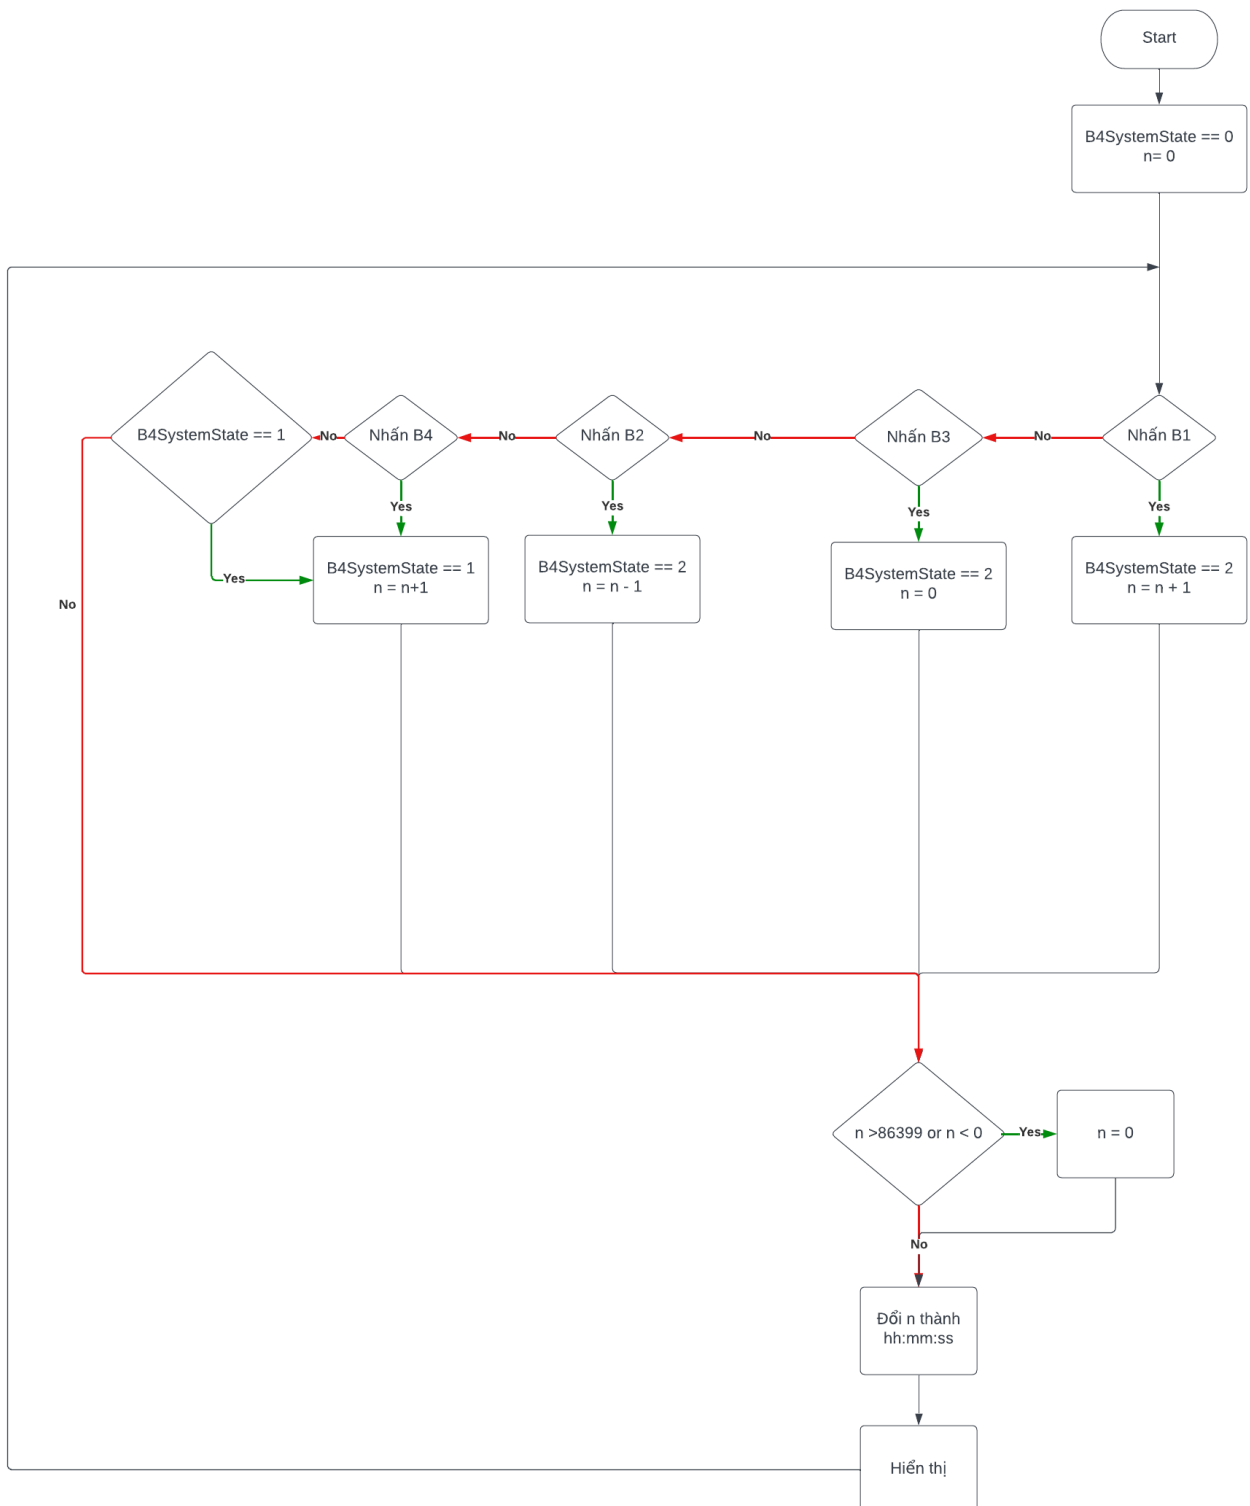 Start
B4SystemState == 0
n= 0
B4SystemState == 1
No
Nhấn B4
No
Nhấn B2
No
Nhấn B3
No
Nhấn B1
Yes
Yes
Yes
Yes
Yes
B4SystemState == 1
n = n+1
B4SystemState == 2
n = n - 1
B4SystemState == 2
n = 0
B4SystemState == 2
n = n + 1
No
n >86399 or n < 0
Yes
n = 0
No
Đổi n thành
hh:mm:ss
Hiển thị